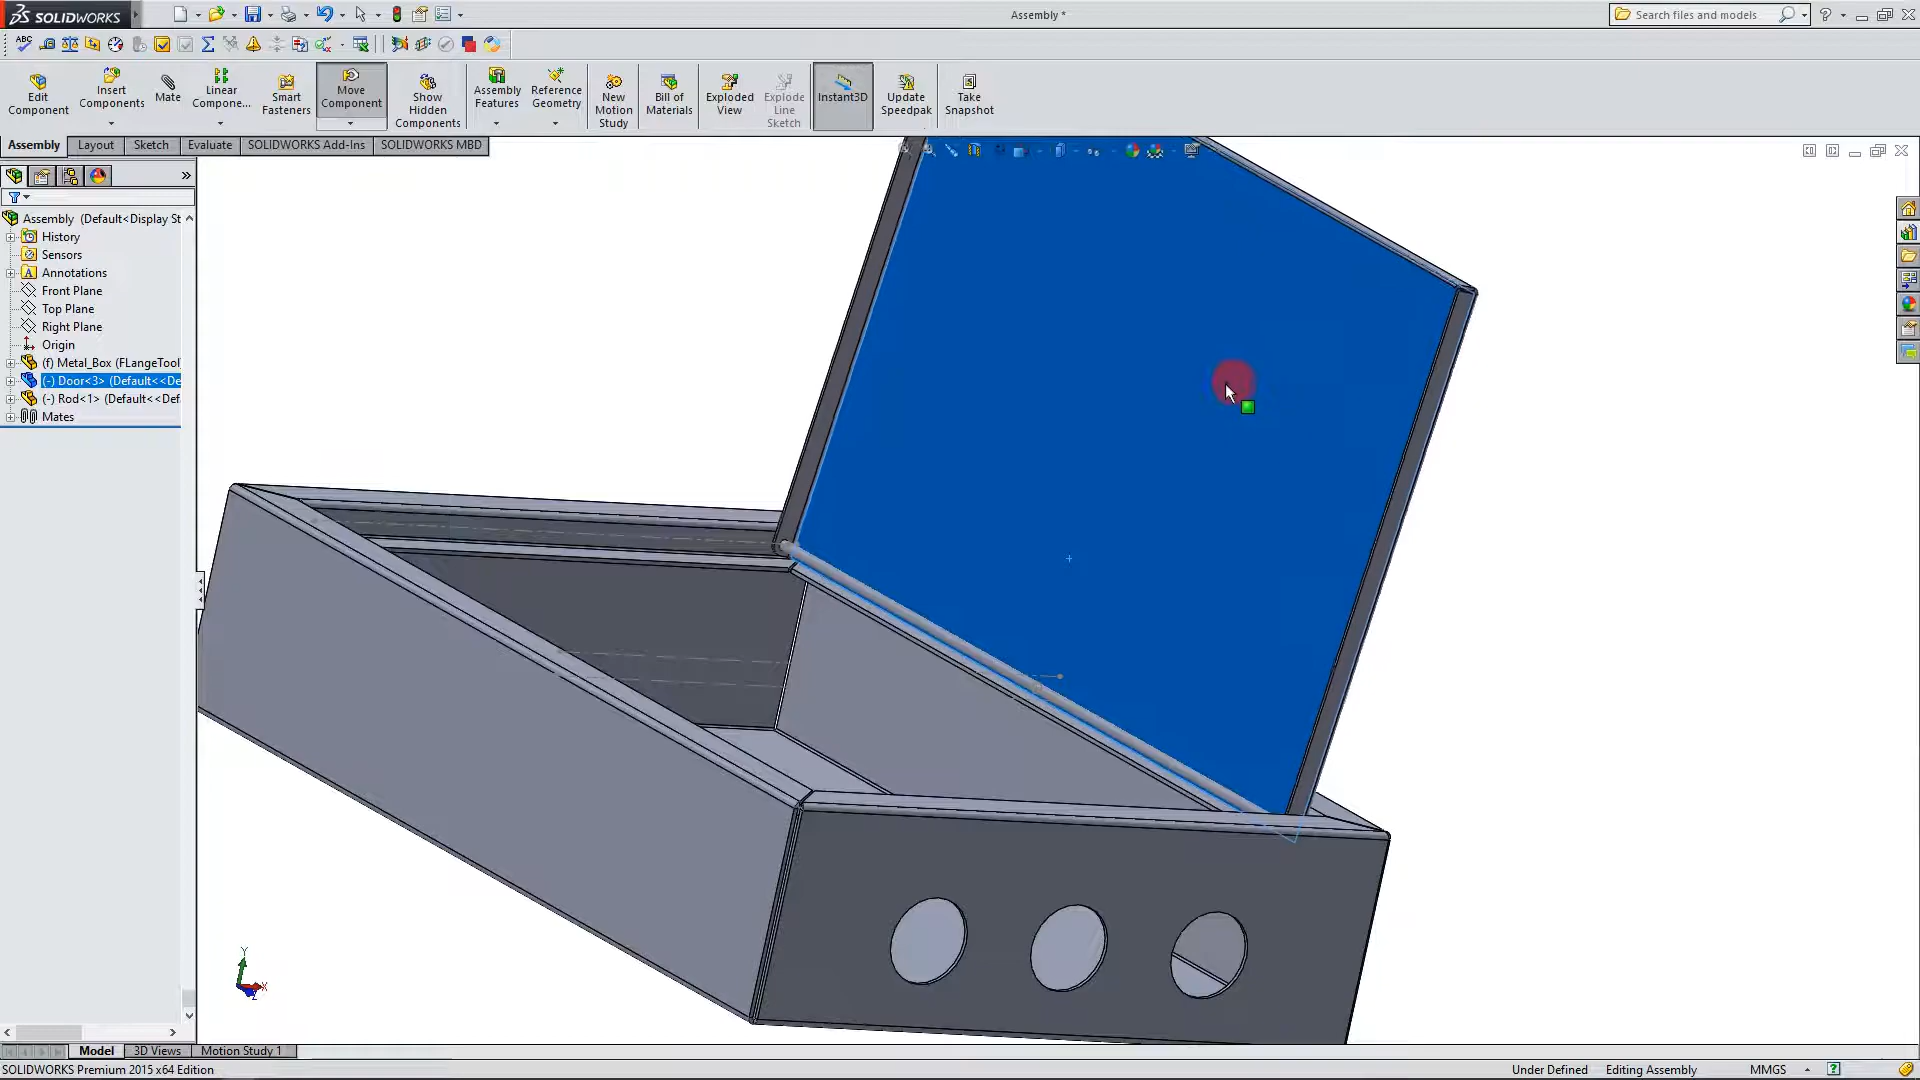 SOLIDWORKS
Assembly *
Search files and models
ABC
Edit Component
Insert Components
Mate
Linear Compone...
Smart Fasteners
Move Component
Show Hidden Components
Assembly Features
Reference Geometry
New Motion Study
Bill of Materials
Exploded View
Explode Line Sketch
Instant3D
Update Speedpak
Take Snapshot
Assembly
Layout
Sketch
Evaluate
SOLIDWORKS Add-Ins
SOLIDWORKS MBD
Assembly (Default<Display St
History
Sensors
Annotations
Front Plane
Top Plane
Right Plane
Origin
(f) Metal_Box (FLangeTool
(-) Door<3> (Default<<De
(-) Rod<1> (Default<<Def
Mates
Y
X
Z
Model
3D Views
Motion Study 1
SOLIDWORKS Premium 2015 x64 Edition
Under Defined
Editing Assembly
MMGS